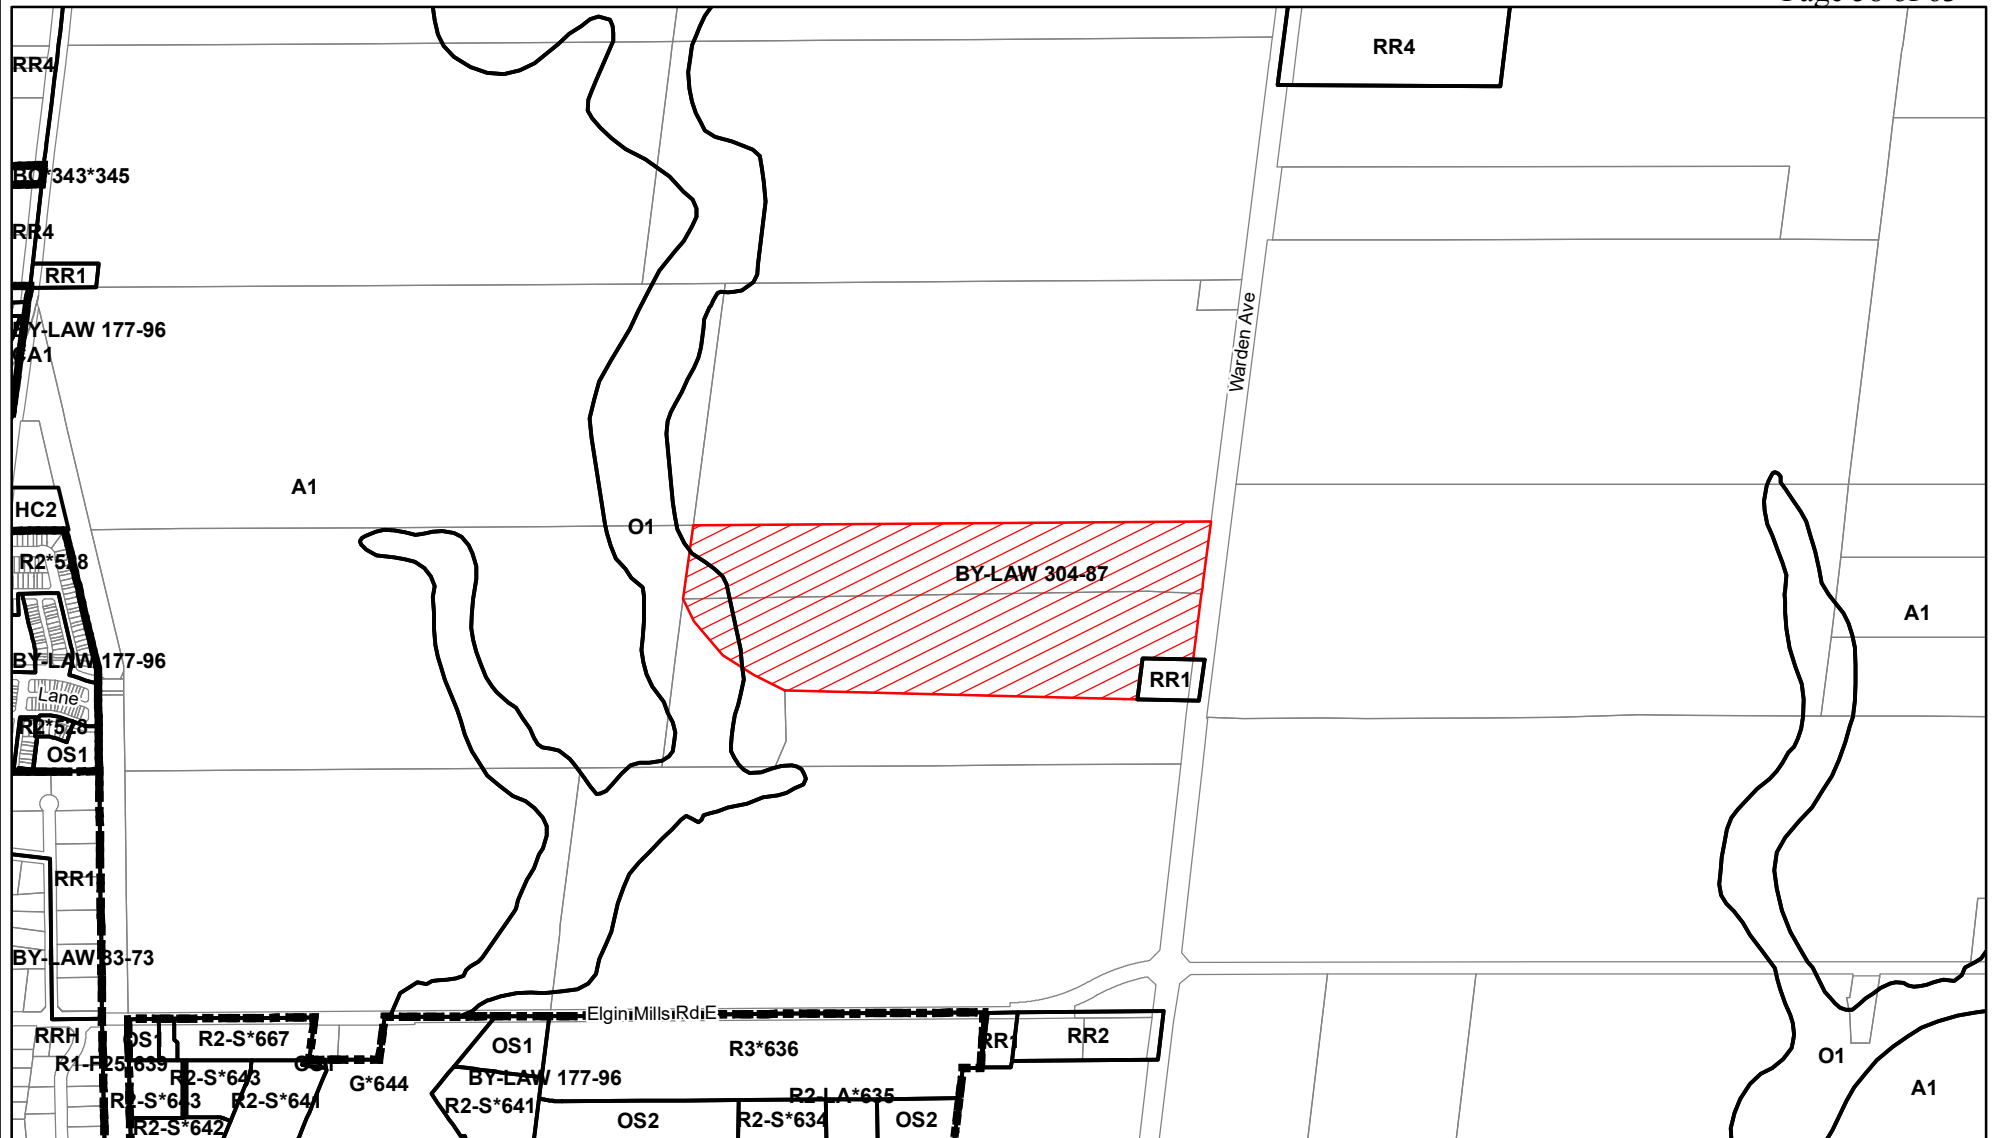 RR4
RR4
BO*343*345
RR4
RR1
BY-LAW 177-96
CA1
Warden Ave
A1
HC2
O1
R2*528
BY-LAW 304-87
A1
BY-LAW 177-96
RR1
Lane
R2*528
OS1
RR1
BY-LAW 83-73
Elgin Mills Rd E
RRH
OS1
R2-S*667
OS1
R3*636
RR1
RR2
O1
R1-F25*639
R2-S*643
G*644
BY-LAW 177-96
A1
R2-S*643
R2-S*641
R2-S*641
R2-LA*635
R2-S*642
OS2
R2-S*634
OS2